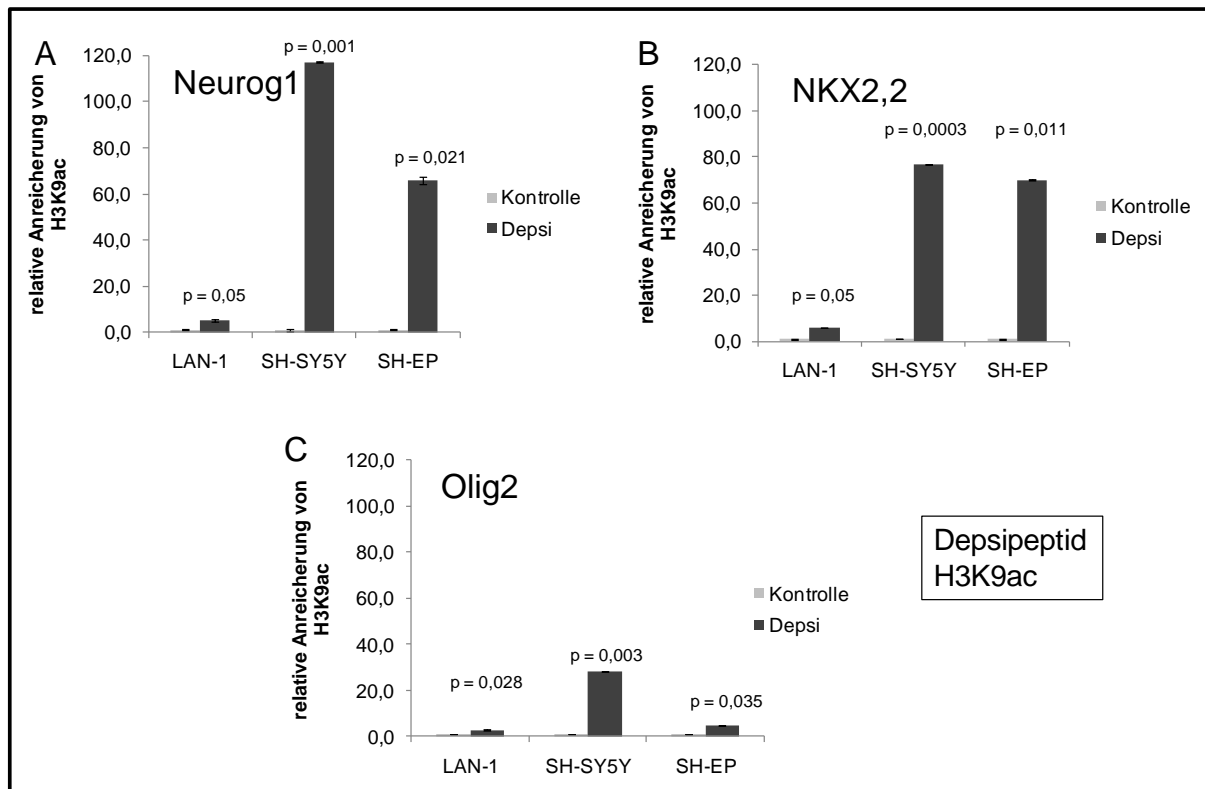 A
Neurog1
relative Anreicherung von
H3K9ac
120,0
100,0
80,0
60,0
40,0
20,0
0,0
p = 0,05
p = 0,001
p = 0,021
LAN-1 SH-SY5Y SH-EP
Kontrolle
Depsi
B
NKX2,2
relative Anreicherung von
H3K9ac
120,0
100,0
80,0
60,0
40,0
20,0
0,0
p = 0,05
p = 0,0003
p = 0,011
LAN-1 SH-SY5Y SH-EP
Kontrolle
Depsi
C
Olig2
relative Anreicherung von
H3K9ac
120,0
100,0
80,0
60,0
40,0
20,0
0,0
p = 0,028
p = 0,003
p = 0,035
LAN-1 SH-SY5Y SH-EP
Kontrolle
Depsi
Depsipeptid
H3K9ac